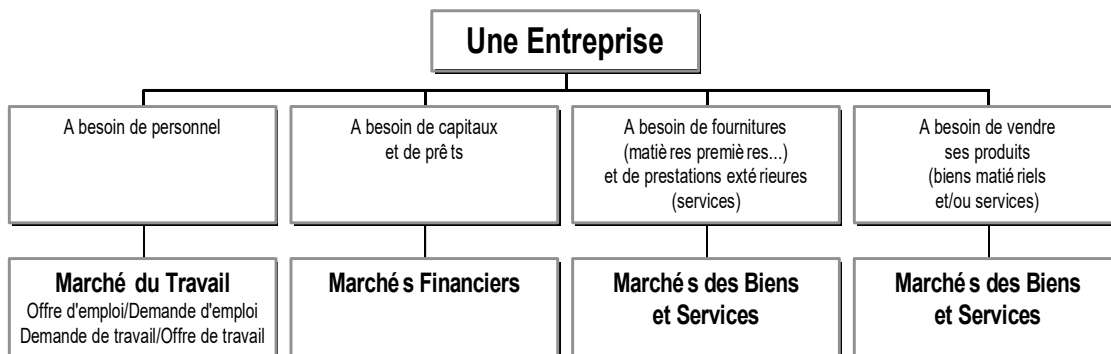 Une Entreprise
A besoin de personnel
A besoin de capitaux
et de prêts
A besoin de fournitures
(matières premières...)
et de prestations extérieures
(services)
A besoin de vendre
ses produits
(biens matériels
et/ou services)
Marché du Travail
Offre d'emploi/Demande d'emploi
Demande de travail/Offre de travail
Marchés Financiers
Marchés des Biens
et Services
Marchés des Biens
et Services